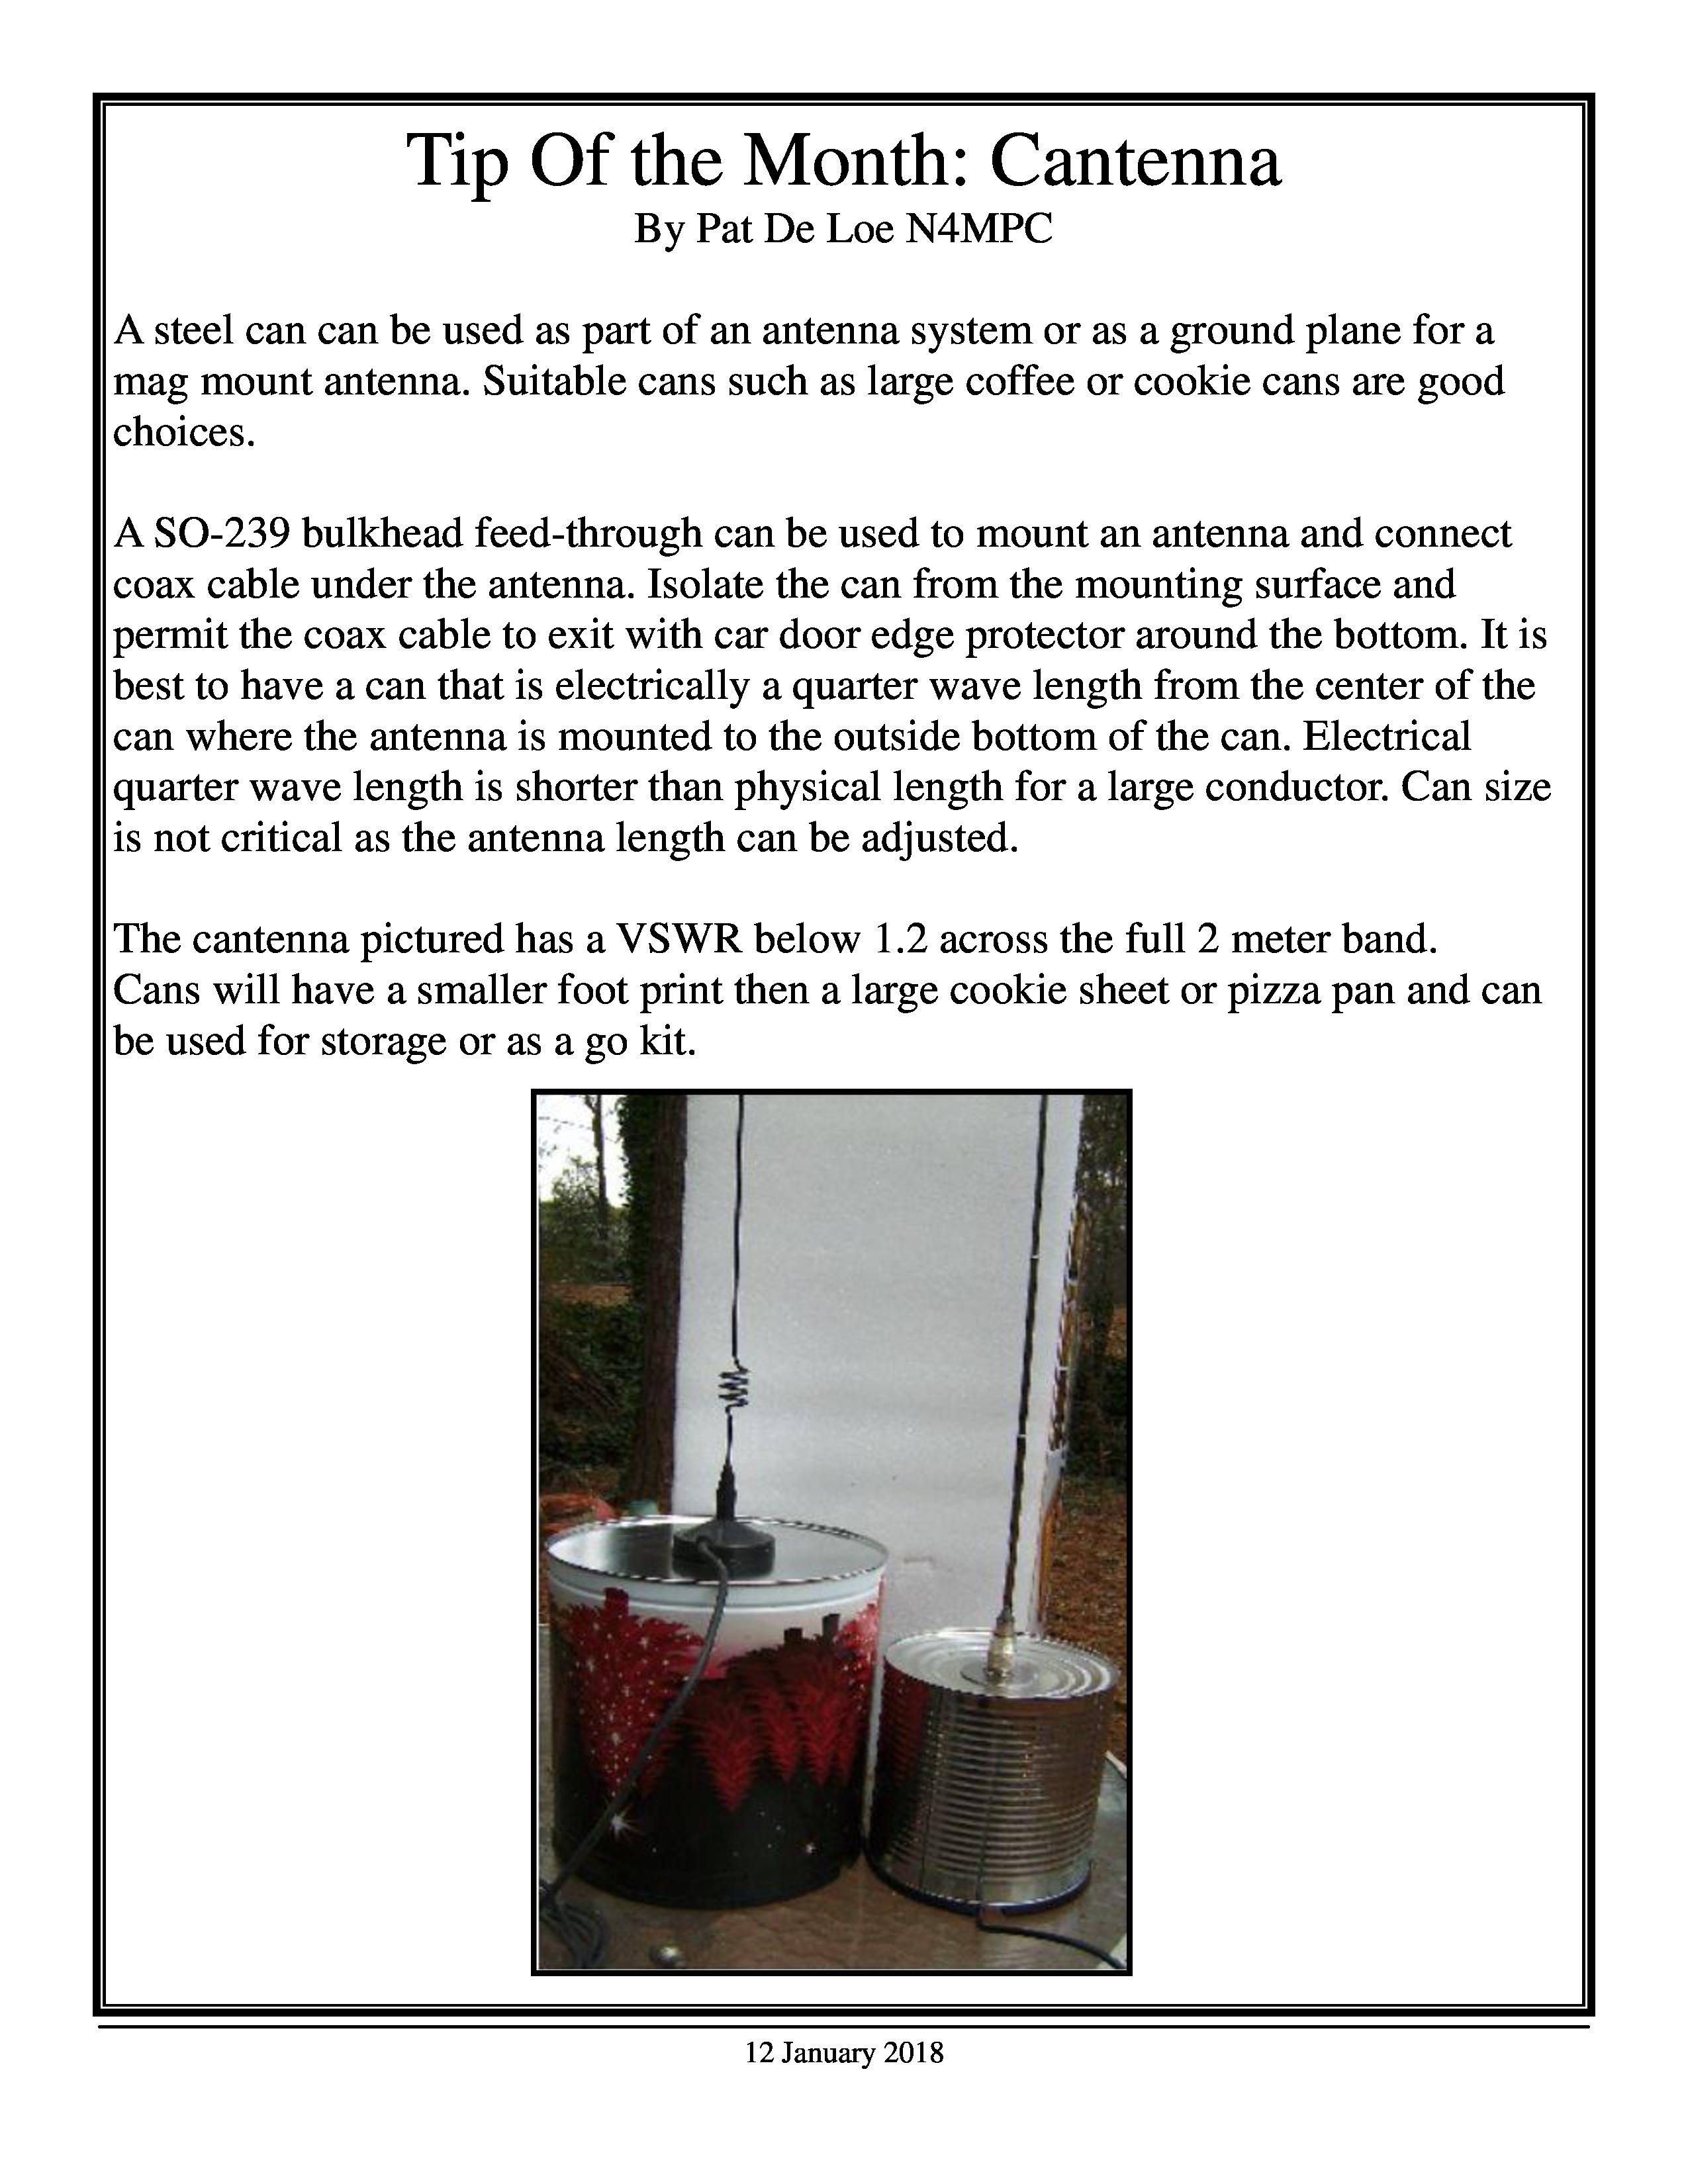 Tip Of the Month: Cantenna
By Pat De Loe N4MPC
A steel can can be used as part of an antenna system or as a ground plane for a
mag mount antenna. Suitable cans such as large coffee or cookie cans are good
choices.
A SO-239 bulkhead feed-through can be used to mount an antenna and connect
coax cable under the antenna. Isolate the can from the mounting surface and
permit the coax cable to exit with car door edge protector around the bottom. It is
best to have a can that is electrically a quarter wave length from the center of the
can where the antenna is mounted to the outside bottom of the can. Electrical
quarter wave length is shorter than physical length for a large conductor. Can size
is not critical as the antenna length can be adjusted.
The cantenna pictured has a VSWR below 1.2 across the full 2 meter band.
Cans will have a smaller foot print then a large cookie sheet or pizza pan and can
be used for storage or as a go kit.
12 January 2018